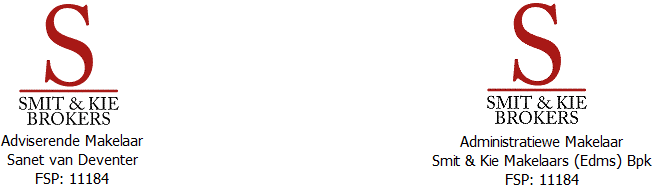 S
SMIT & KIE
BROKERS
Adviserende Makelaar
Sanet van Deventer
FSP: 11184
S
SMIT & KIE
BROKERS
Administratiewe Makelaar
Smit & Kie Makelaars (Edms) Bpk
FSP: 11184